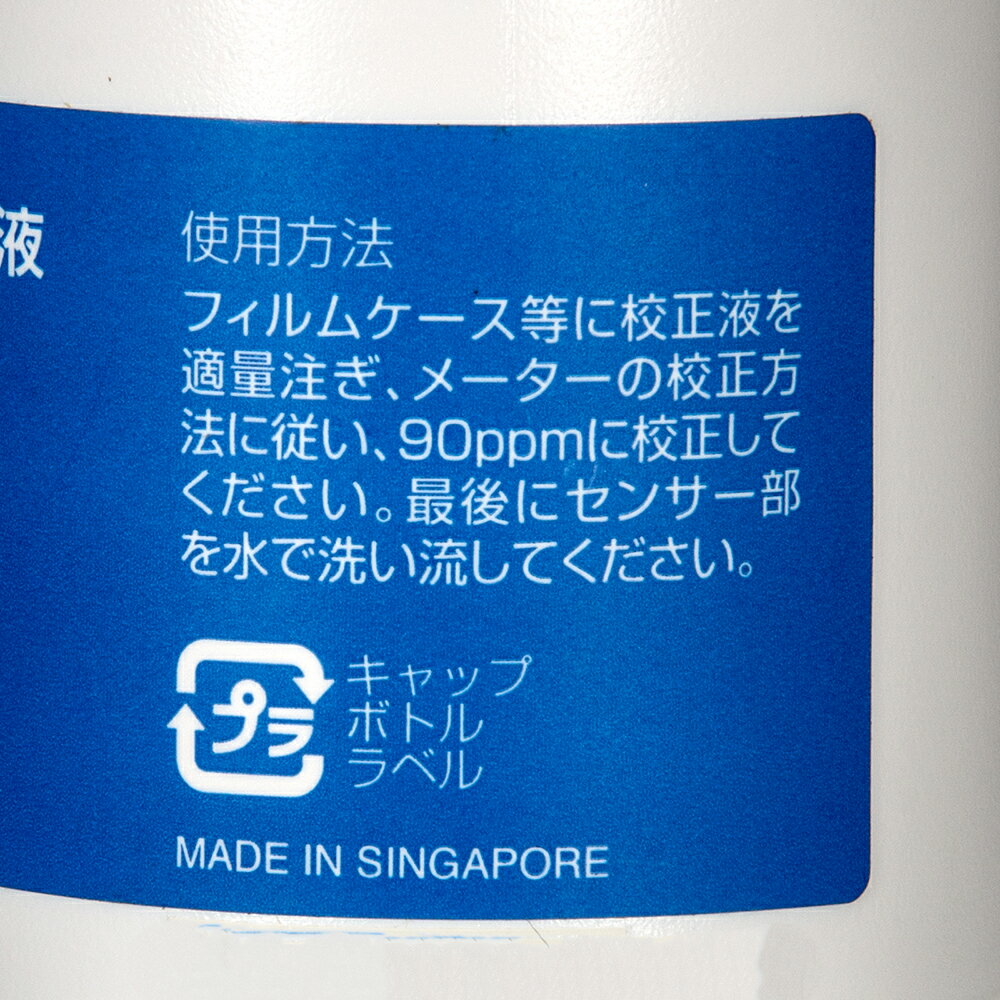 液
使用方法
フィルムケース等に校正液を
適量注ぎ、メーターの校正方
法に従い、90ppmに校正して
ください。最後にセンサー部
を水で洗い流してください。
プラ
キャップ
ボトル
ラベル
MADE IN SINGAPORE